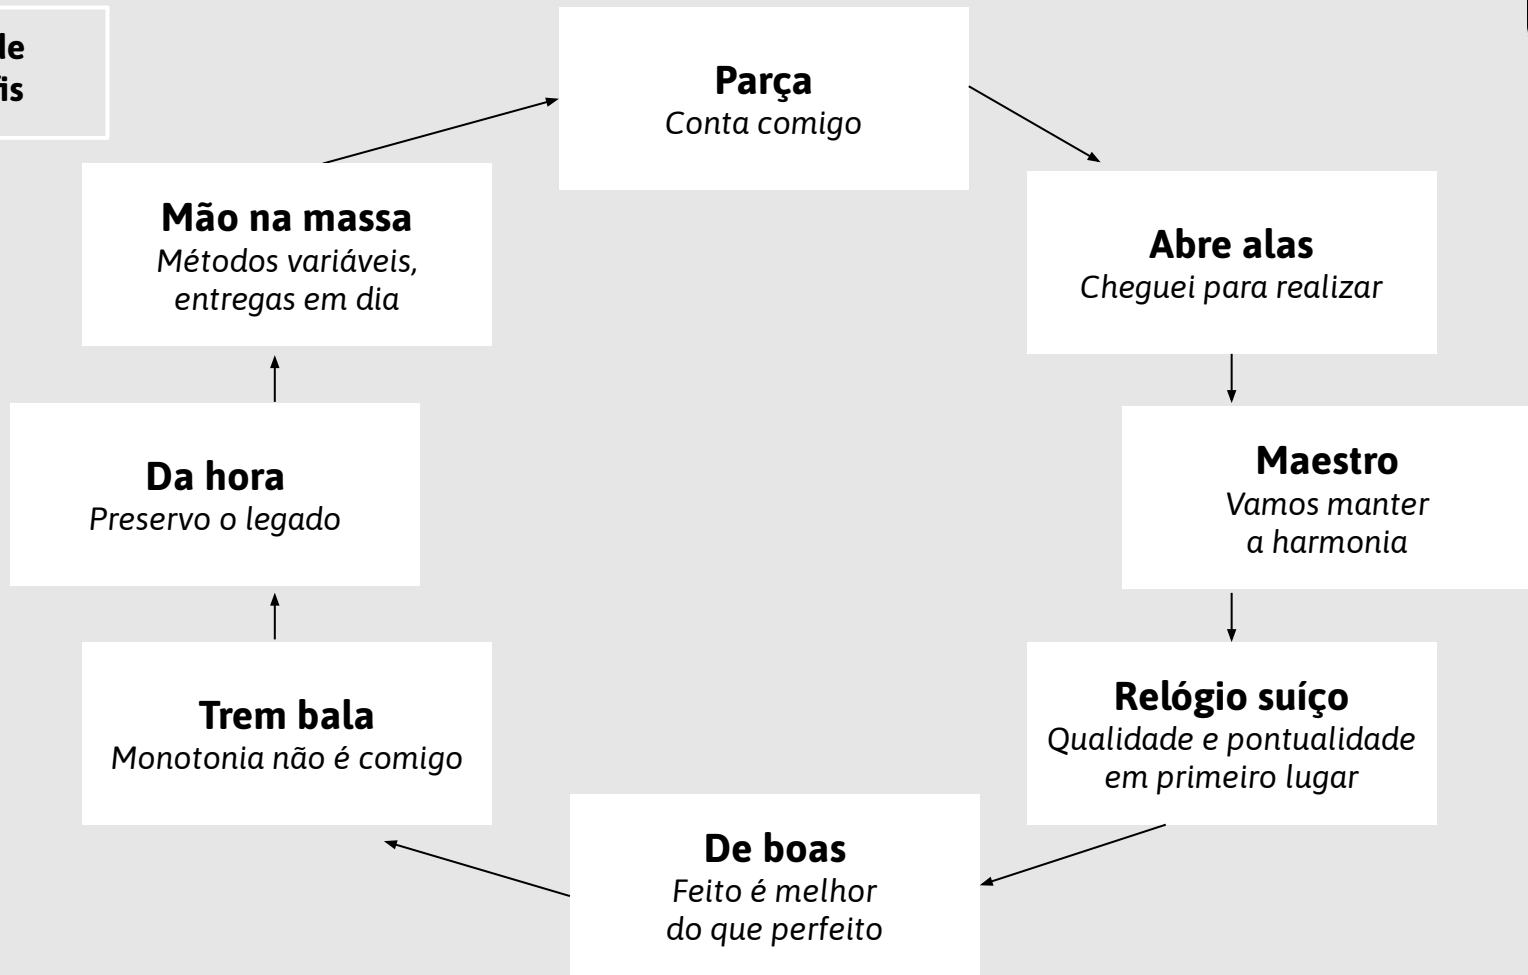 Parça
Conta comigo
Abre alas
Cheguei para realizar
Maestro
Vamos manter
a harmonia
Relógio suíço
Qualidade e pontualidade
em primeiro lugar
De boas
Feito é melhor
do que perfeito
Trem bala
Monotonia não é comigo
Da hora
Preservo o legado
Mão na massa
Métodos variáveis,
entregas em dia